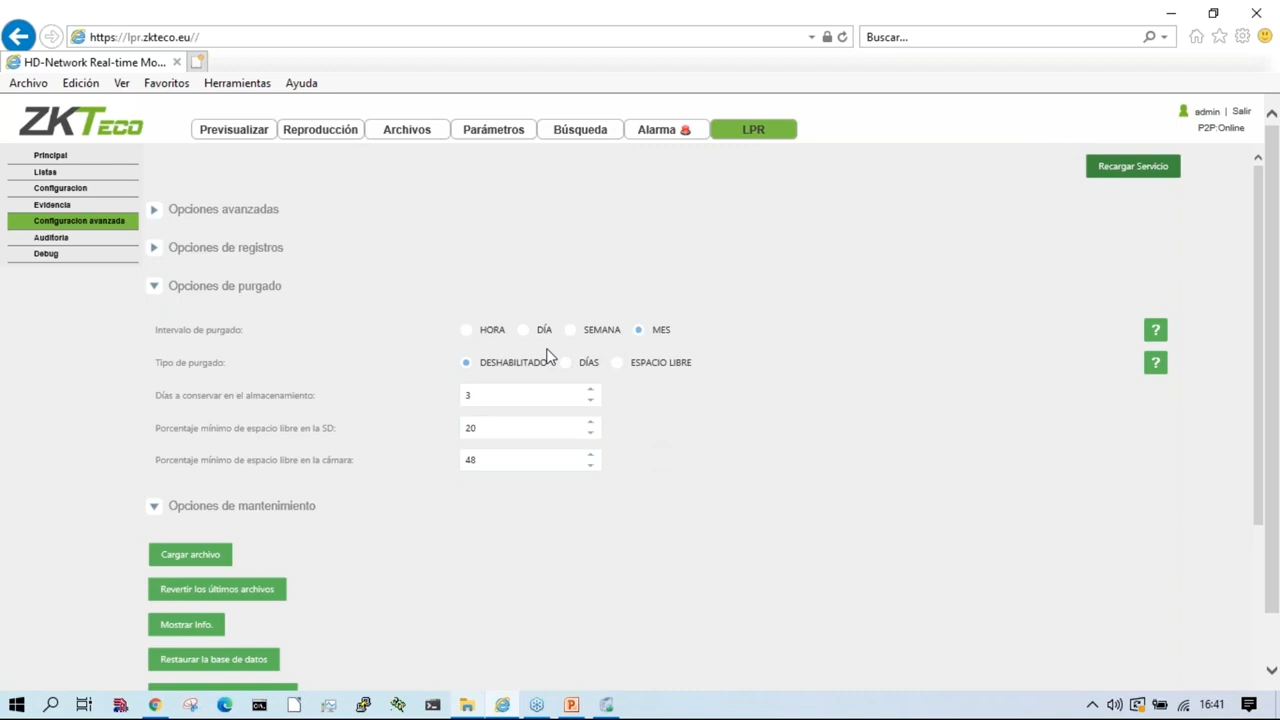 https://lpr.zkteco.eu//
Buscar...
HD-Network Real-time Mo...
Archivo Edición Ver Favoritos Herramientas Ayuda
ZKTeco
Previsualizar Reproducción Archivos Parámetros Búsqueda Alarma LPR
admin | Salir
P2P:Online
Principal
Listas
Configuracion
Evidencia
Configuracion avanzada
Auditoria
Debug
Recargar Servicio
Opciones avanzadas
Opciones de registros
Opciones de purgado
Intervalo de purgado: HORA DÍA SEMANA MES ?
Tipo de purgado: DESHABILITADO DÍAS ESPACIO LIBRE ?
Días a conservar en el almacenamiento: 3
Porcentaje mínimo de espacio libre en la SD: 20
Porcentaje mínimo de espacio libre en la cámara: 48
Opciones de mantenimiento
Cargar archivo
Revertir los últimos archivos
Mostrar Info.
Restaurar la base de datos
16:41